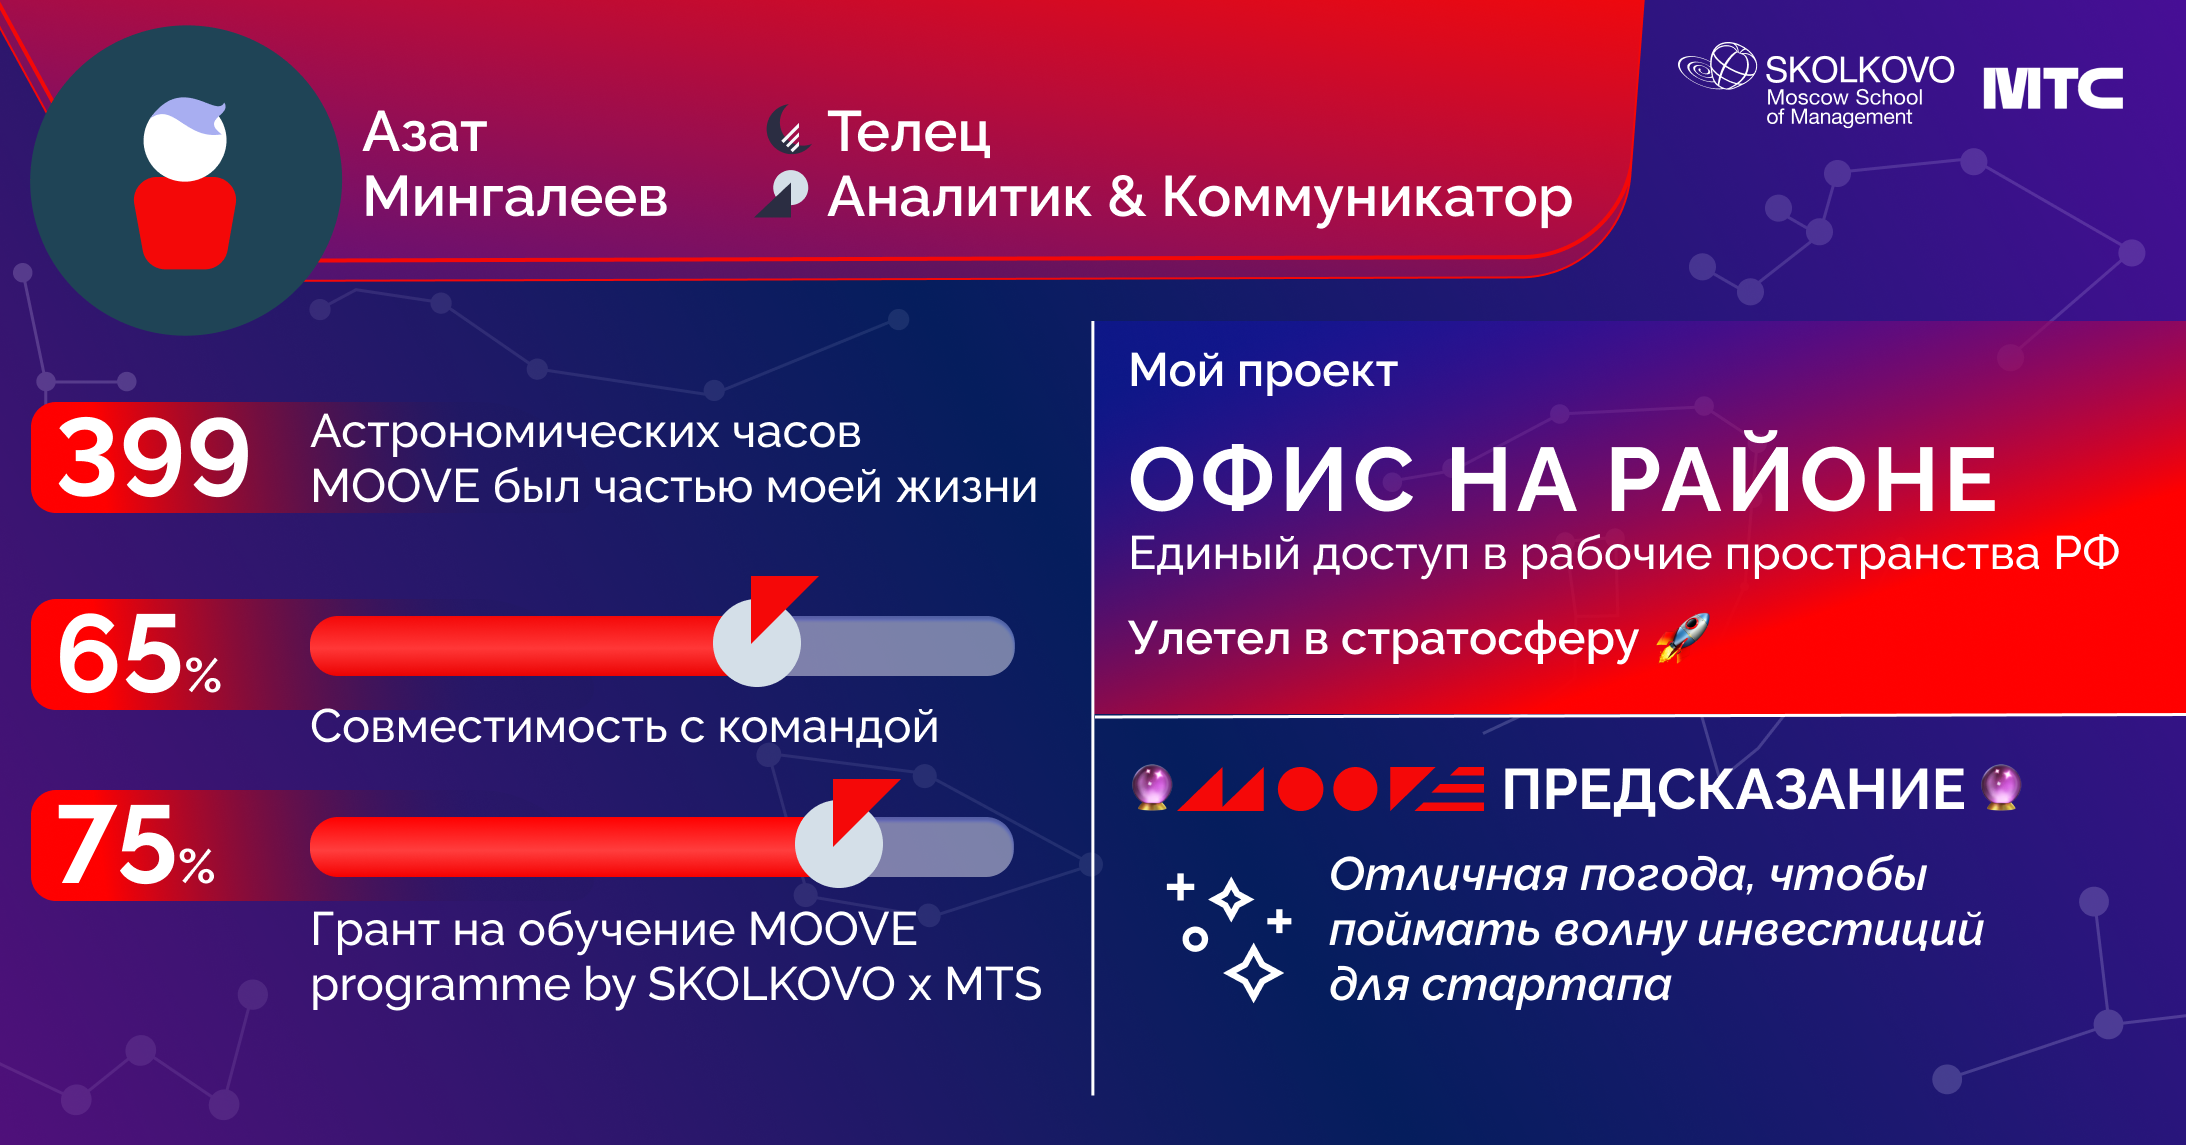 Азат
Мингалеев
Телец
Аналитик & Коммуникатор
SKOLKOVO
Moscow School
of Management
МТС
399
Астрономических часов
MOOVE был частью моей жизни
65%
Совместимость с командой
75%
Грант на обучение MOOVE
programme by SKOLKOVO x MTS
Мой проект
ОФИС НА РАЙОНЕ
Единый доступ в рабочие пространства РФ
Улетел в стратосферу 🚀
🔮 MOOVE ПРЕДСКАЗАНИЕ 🔮
Отличная погода, чтобы
поймать волну инвестиций
для стартапа